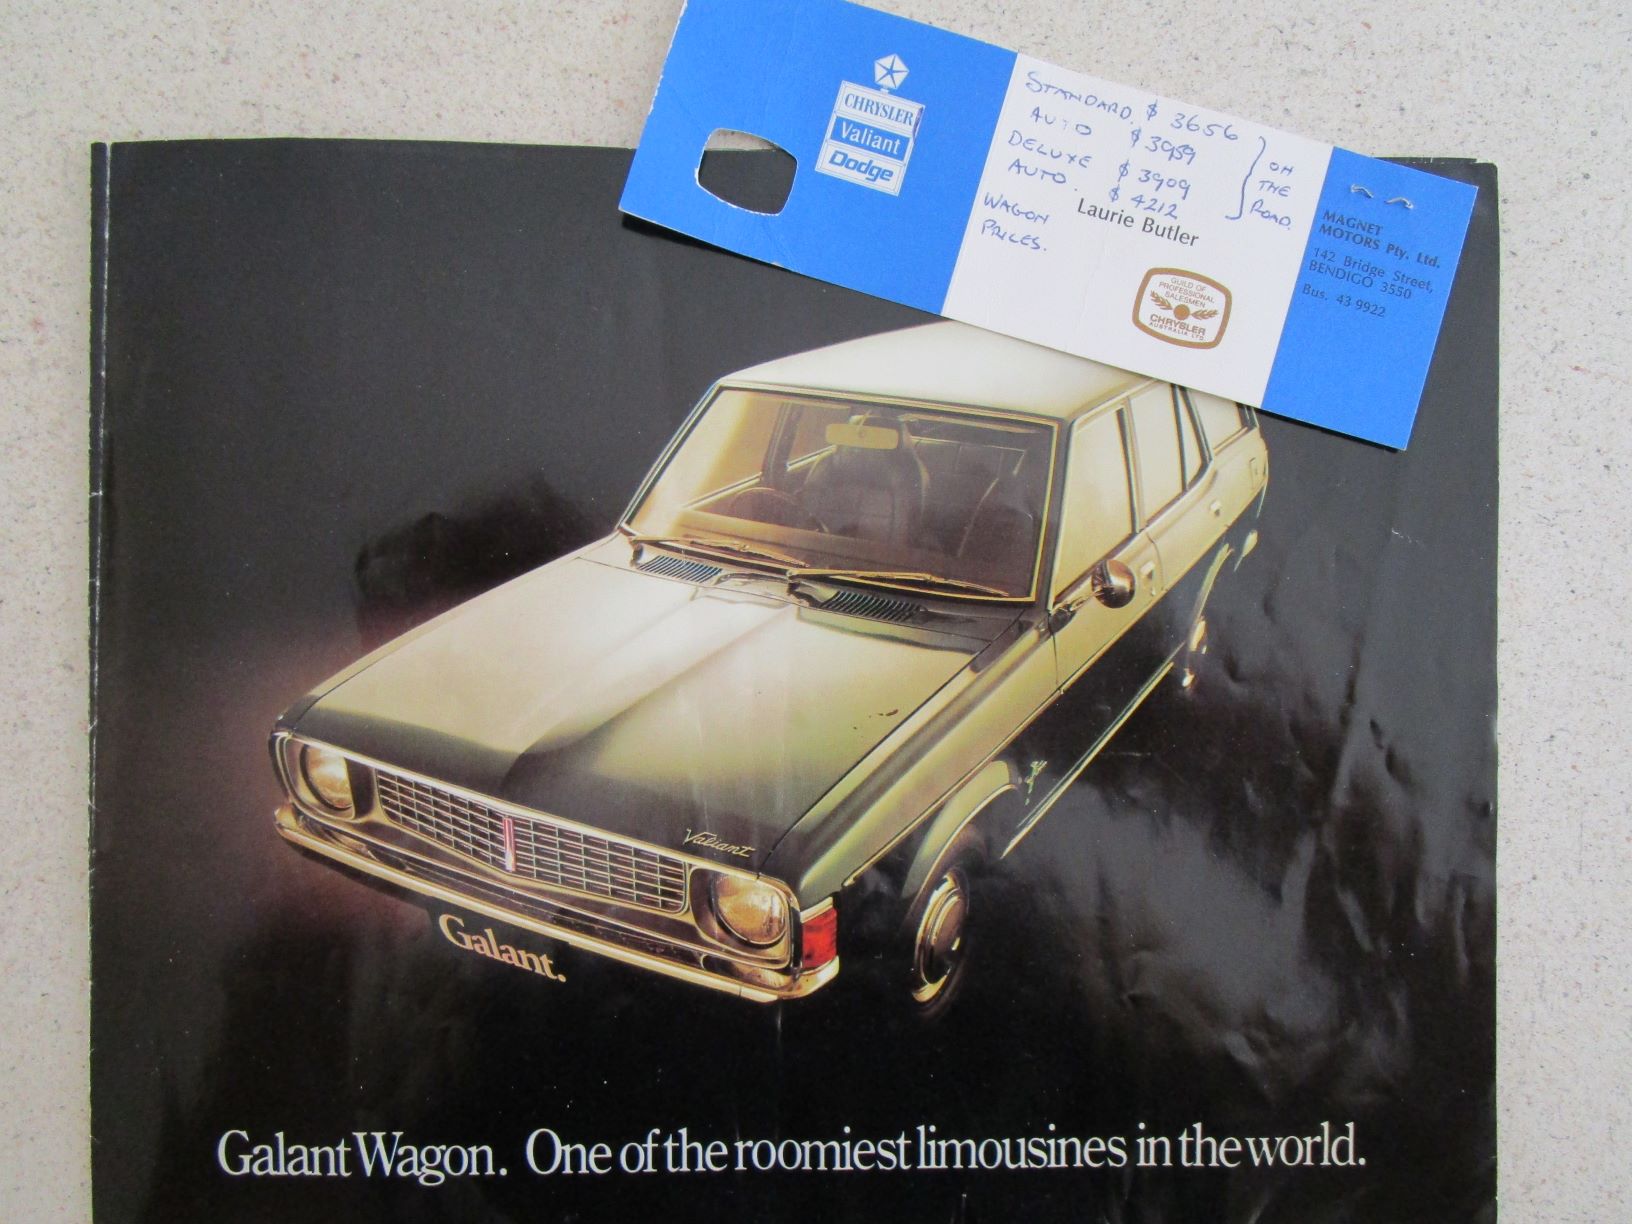 CHRYSLER
Valiant
Dodge
STANDARD. $ 3656
AUTO $ 3959
DELUXE $ 3909
AUTO. $ 4212
ON
THE
ROAD.
WAGON
PRICES.
Laurie Butler
GUILD OF
PROFESSIONAL
SALESMEN
CHRYSLER
AUSTRALIA LTD.
MAGNET
MOTORS Pty. Ltd.
142 Bridge Street,
BENDIGO 3550
Bus. 43 9922
Valiant
Galant.
Galant Wagon. One of the roomiest limousines in the world.